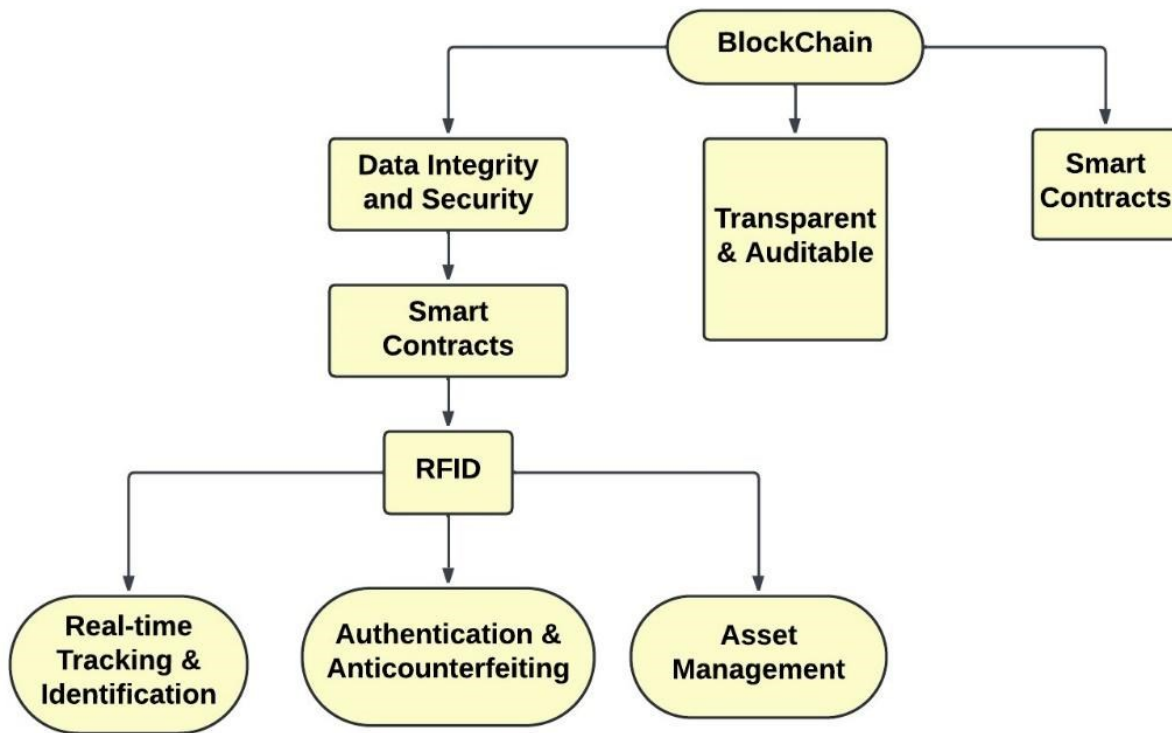 BlockChain
Data Integrity
and Security
Transparent
& Auditable
Smart
Contracts
Smart
Contracts
RFID
Real-time
Tracking &
Identification
Authentication &
Anticounterfeiting
Asset
Management